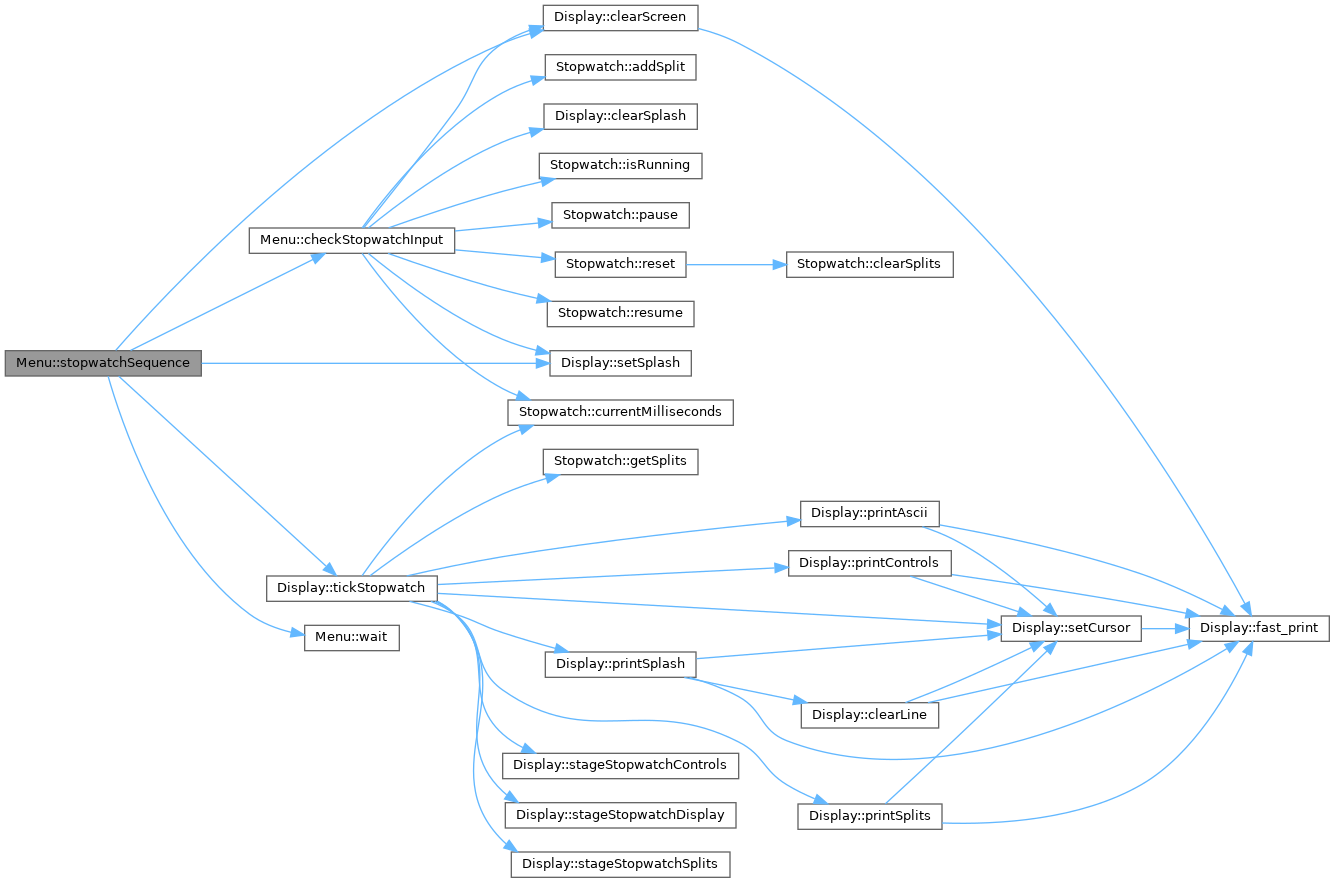 Display::clearScreen
Stopwatch::addSplit
Display::clearSplash
Stopwatch::isRunning
Stopwatch::pause
Menu::checkStopwatchInput
Stopwatch::reset
Stopwatch::clearSplits
Stopwatch::resume
Menu::stopwatchSequence
Display::setSplash
Stopwatch::currentMilliseconds
Stopwatch::getSplits
Display::printAscii
Display::printControls
Display::tickStopwatch
Display::setCursor
Display::fast_print
Menu::wait
Display::printSplash
Display::clearLine
Display::stageStopwatchControls
Display::stageStopwatchDisplay
Display::printSplits
Display::stageStopwatchSplits